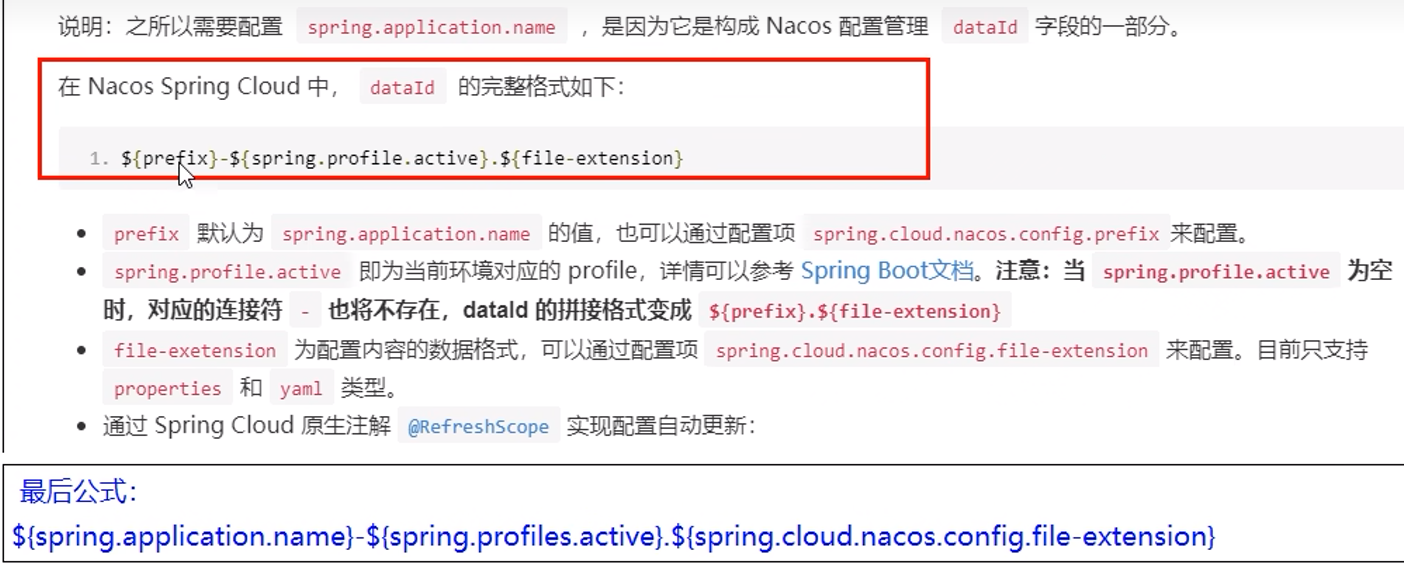 说明：之所以需要配置 spring.application.name ，是因为它是构成 Nacos 配置管理 dataId 字段的一部分。
在 Nacos Spring Cloud 中， dataId 的完整格式如下：
1. ${prefix}-${spring.profile.active}.${file-extension}
• prefix 默认为 spring.application.name 的值，也可以通过配置项 spring.cloud.nacos.config.prefix 来配置。
• spring.profile.active 即为当前环境对应的 profile，详情可以参考 Spring Boot文档。注意：当 spring.profile.active 为空
时，对应的连接符 - 也将不存在，dataId 的拼接格式变成 ${prefix}.${file-extension}
• file-exetension 为配置内容的数据格式，可以通过配置项 spring.cloud.nacos.config.file-extension 来配置。目前只支持
properties 和 yaml 类型。
• 通过 Spring Cloud 原生注解 @RefreshScope 实现配置自动更新：
最后公式：
${spring.application.name}-${spring.profiles.active}.${spring.cloud.nacos.config.file-extension}